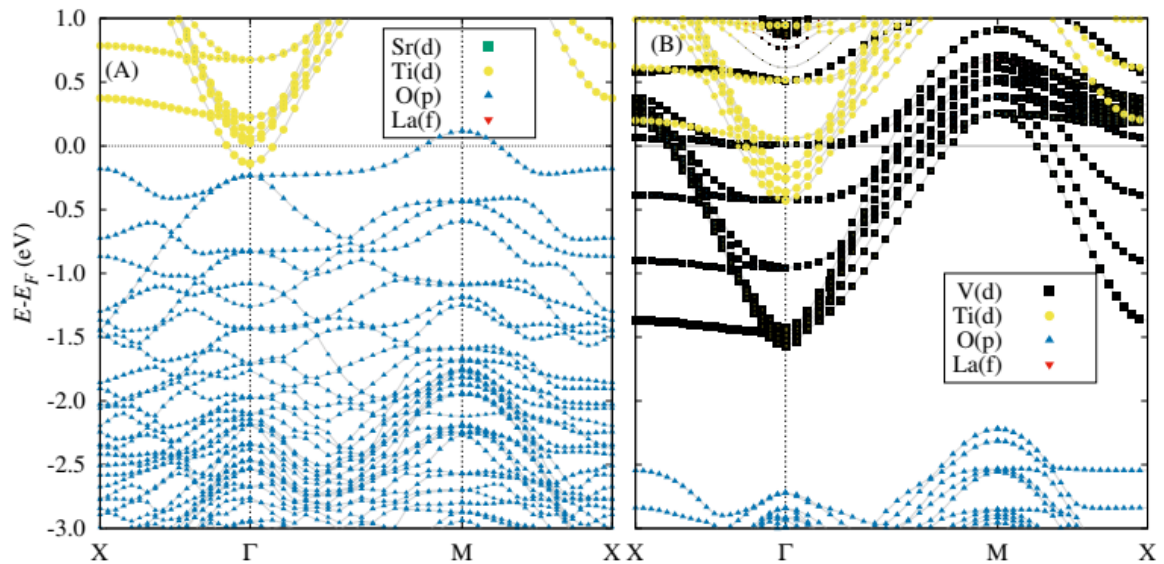 1.0
0.5
0.0
-0.5
-1.0
-1.5
-2.0
-2.5
-3.0
E-E_F (eV)
(A)
Sr(d)
Ti(d)
O(p)
La(f)
X Γ M X
(B)
V(d)
Ti(d)
O(p)
La(f)
X Γ M X